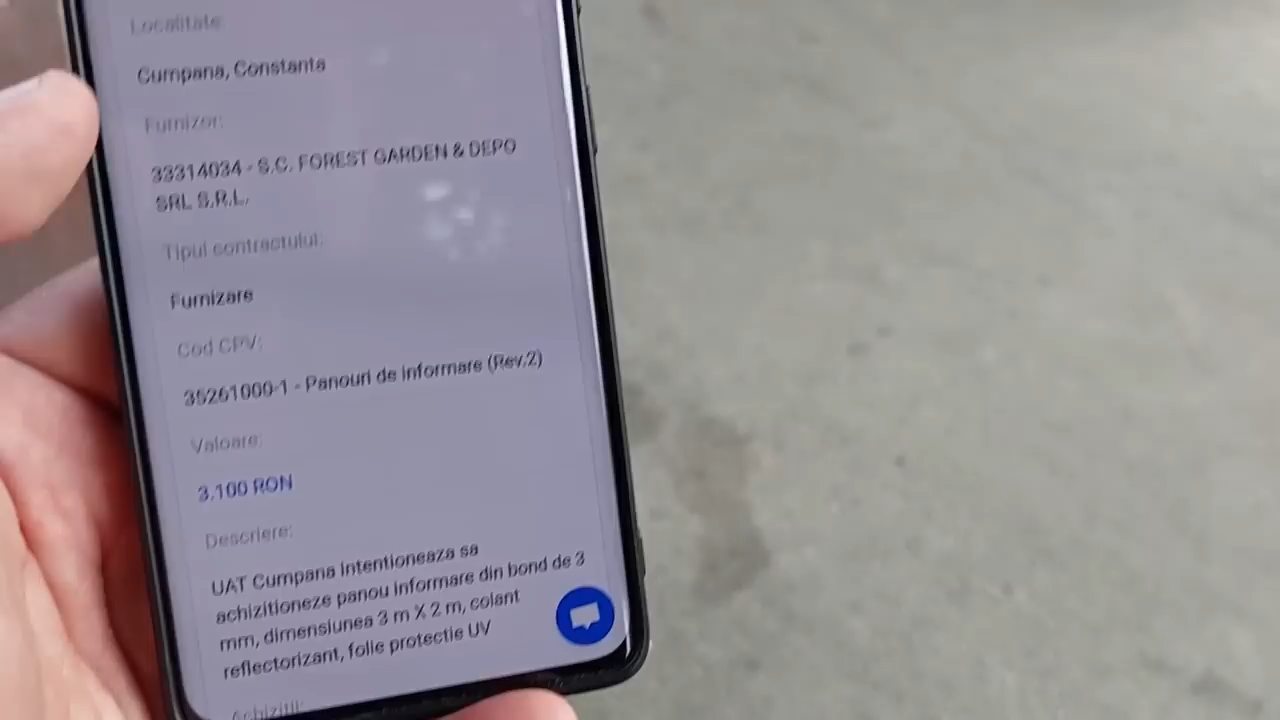 Localitate:
Cumpana, Constanta
Furnizor:
33314034 - S.C. FOREST GARDEN & DEPO
SRL S.R.L.
Tipul contractului:
Furnizare
Cod CPV:
35261000-1 - Panouri de informare (Rev.2)
Valoare:
3.100 RON
Descriere:
UAT Cumpana intentioneaza sa
achizitioneze panou informare din bond de 3
mm, dimensiunea 3 m X 2 m, colant
reflectorizant, folie protectie UV
Achizitii: